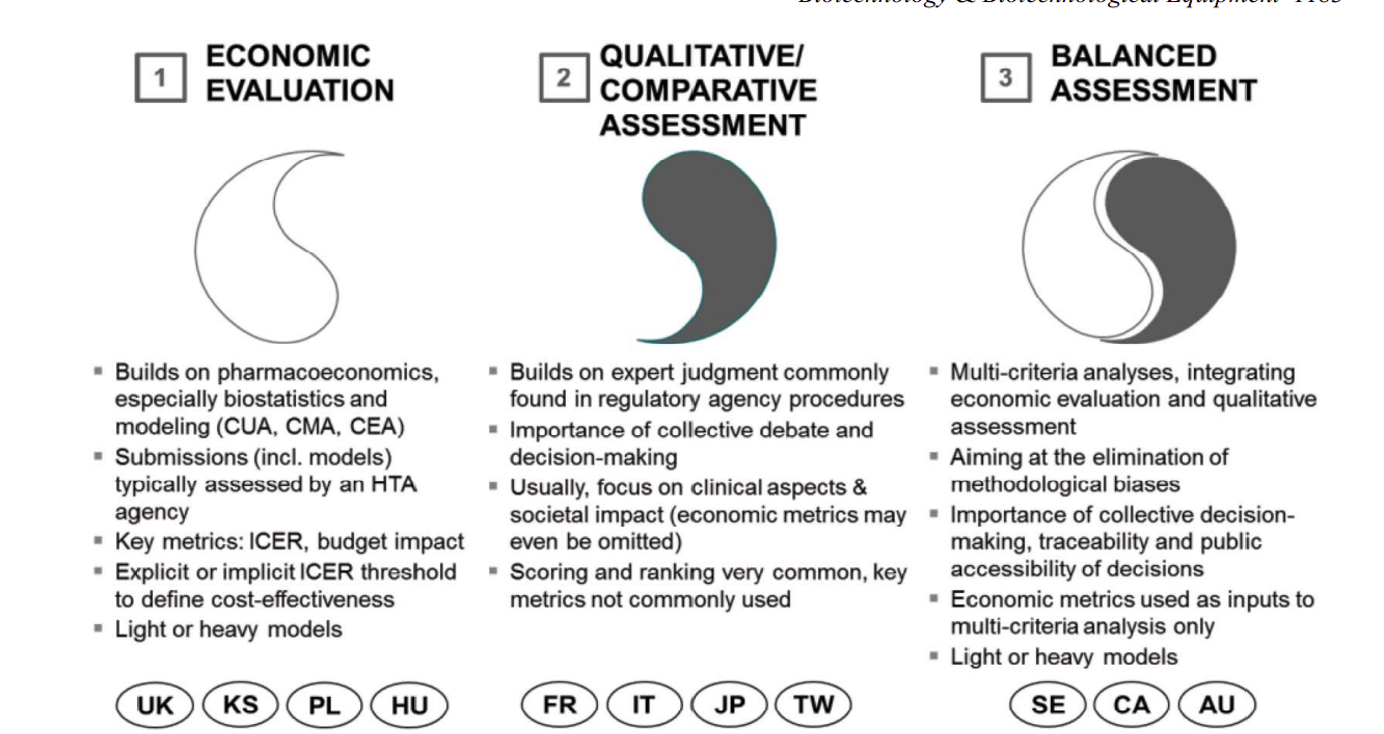 Biotechnology & Biotechnological Equipment
1
ECONOMIC
EVALUATION
▪ Builds on pharmacoeconomics,
especially biostatistics and
modeling (CUA, CMA, CEA)
▪ Submissions (incl. models)
typically assessed by an HTA
agency
▪ Key metrics: ICER, budget impact
▪ Explicit or implicit ICER threshold
to define cost-effectiveness
▪ Light or heavy models
UK KS PL HU
2
QUALITATIVE/
COMPARATIVE
ASSESSMENT
▪ Builds on expert judgment commonly
found in regulatory agency procedures
▪ Importance of collective debate and
decision-making
▪ Usually, focus on clinical aspects &
societal impact (economic metrics may
even be omitted)
▪ Scoring and ranking very common, key
metrics not commonly used
FR IT JP TW
3
BALANCED
ASSESSMENT
▪ Multi-criteria analyses, integrating
economic evaluation and qualitative
assessment
▪ Aiming at the elimination of
methodological biases
▪ Importance of collective decision-
making, traceability and public
accessibility of decisions
▪ Economic metrics used as inputs to
multi-criteria analysis only
▪ Light or heavy models
SE CA AU